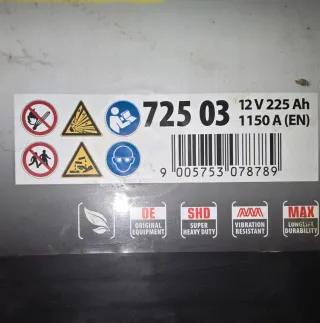 725 03
12 V 225 Ah
1150 A (EN)
9 005753 078789
OE
ORIGINAL
EQUIPMENT
SHD
SUPER
HEAVY DUTY
VIBRATION
RESISTANT
MAX
LONGLIFE
DURABILITY